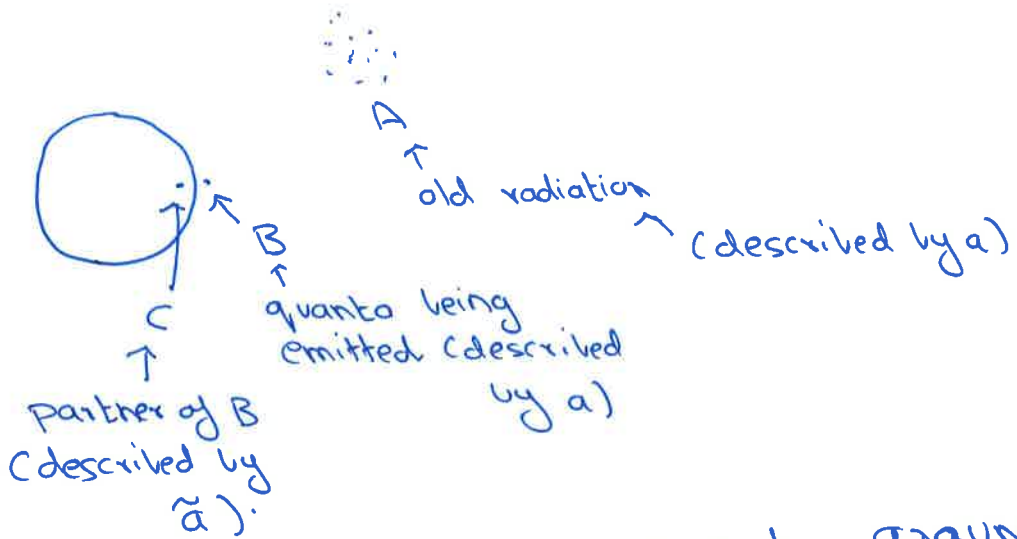 A
old radiation
(described by a)
B
quanta being
emitted (described
by a)
C
partner of B
(described by
ã).